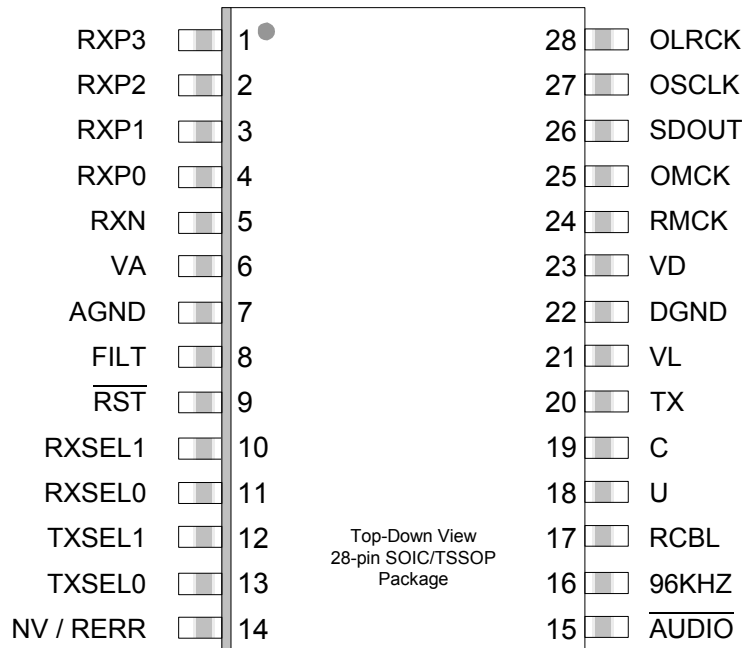 RXP3 1 28 OLRCK
RXP2 2 27 OSCLK
RXP1 3 26 SDOUT
RXP0 4 25 OMCK
RXN 5 24 RMCK
VA 6 23 VD
AGND 7 22 DGND
FILT 8 21 VL
R̅S̅T̅ 9 20 TX
RXSEL1 10 19 C
RXSEL0 11 18 U
TXSEL1 12 17 RCBL
TXSEL0 13 16 96KHZ
NV / RERR 14 15 A̅U̅D̅I̅O̅
Top-Down View
28-pin SOIC/TSSOP
Package